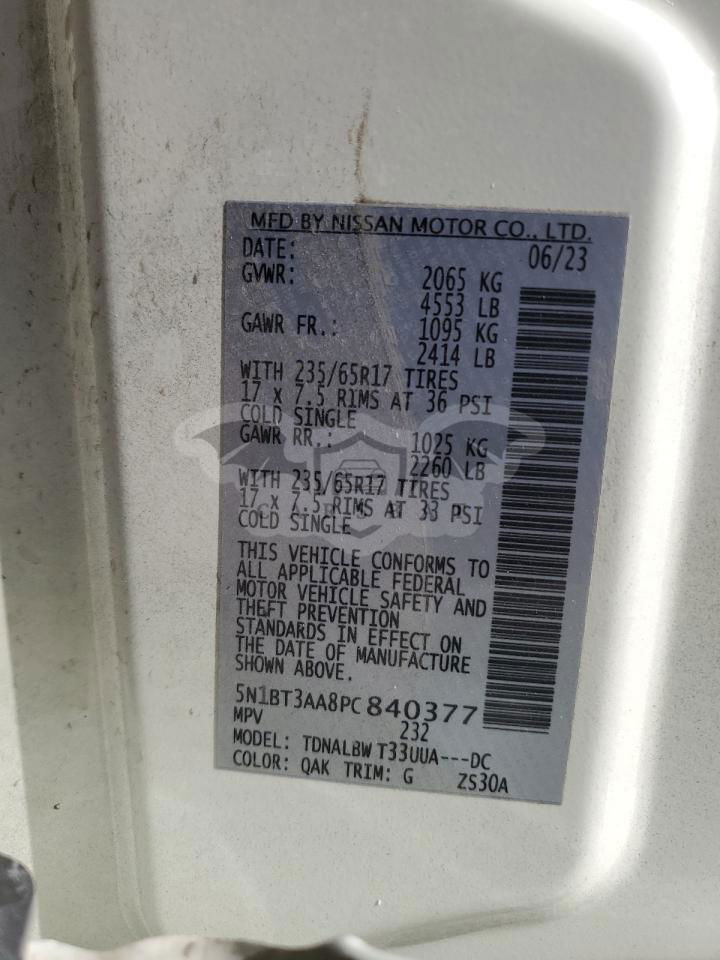 MFD BY NISSAN MOTOR CO., LTD.
DATE: 06/23
GVWR: 2065 KG
4553 LB
GAWR FR.: 1095 KG
2414 LB
WITH 235/65R17 TIRES
17 x 7.5 RIMS AT 36 PSI
COLD SINGLE
GAWR RR.: 1025 KG
2260 LB
WITH 235/65R17 TIRES
17 x 7.5 RIMS AT 33 PSI
COLD SINGLE
THIS VEHICLE CONFORMS TO
ALL APPLICABLE FEDERAL
MOTOR VEHICLE SAFETY AND
THEFT PREVENTION
STANDARDS IN EFFECT ON
THE DATE OF MANUFACTURE
SHOWN ABOVE.
5N1BT3AA8PC840377
MPV 232
MODEL: TDNALBW T33UUA---DC
COLOR: QAK TRIM: G ZS30A